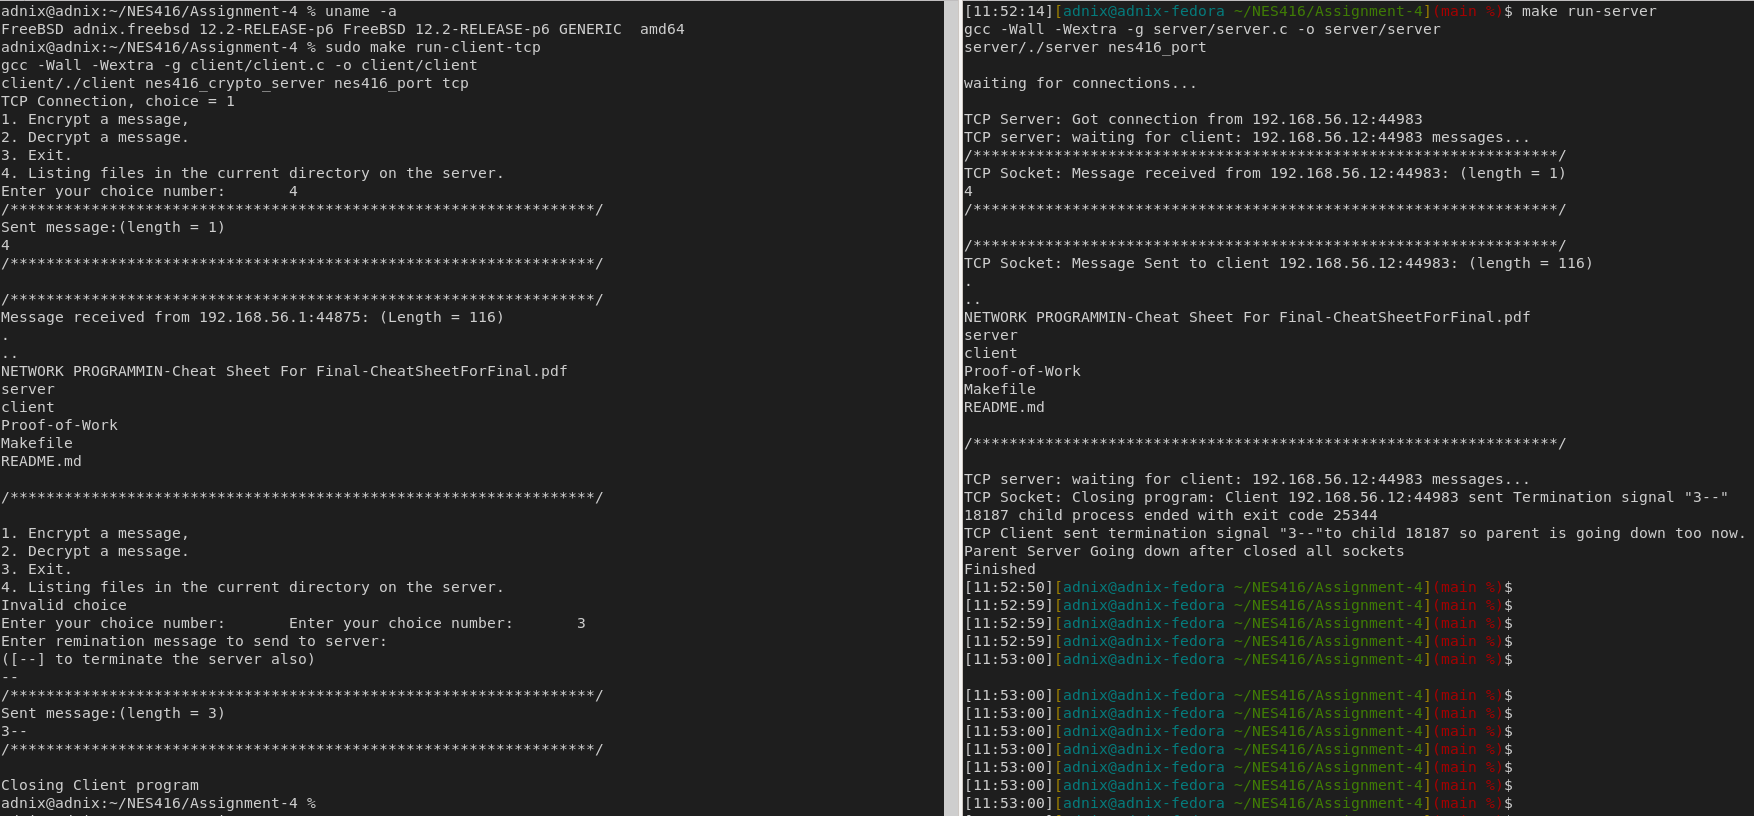 adnix@adnix:~/NES416/Assignment-4 % uname -a
FreeBSD adnix.freebsd 12.2-RELEASE-p6 FreeBSD 12.2-RELEASE-p6 GENERIC  amd64
adnix@adnix:~/NES416/Assignment-4 % sudo make run-client-tcp
gcc -Wall -Wextra -g client/client.c -o client/client
client/./client nes416_crypto_server nes416_port tcp
TCP Connection, choice = 1
1. Encrypt a message,
2. Decrypt a message.
3. Exit.
4. Listing files in the current directory on the server.
Enter your choice number:       4
/*****************************************************************/
Sent message:(length = 1)
4
/*****************************************************************/
/*****************************************************************/
Message received from 192.168.56.1:44875: (Length = 116)
.
..
NETWORK PROGRAMMIN-Cheat Sheet For Final-CheatSheetForFinal.pdf
server
client
Proof-of-Work
Makefile
README.md
/*****************************************************************/
1. Encrypt a message,
2. Decrypt a message.
3. Exit.
4. Listing files in the current directory on the server.
Invalid choice
Enter your choice number:       Enter your choice number:       3
Enter remination message to send to server:
([--] to terminate the server also)
--
/*****************************************************************/
Sent message:(length = 3)
3--
/*****************************************************************/
Closing Client program
adnix@adnix:~/NES416/Assignment-4 %
[11:52:14][adnix@adnix-fedora ~/NES416/Assignment-4](main %)$ make run-server
gcc -Wall -Wextra -g server/server.c -o server/server
server/./server nes416_port
waiting for connections...
TCP Server: Got connection from 192.168.56.12:44983
TCP server: waiting for client: 192.168.56.12:44983 messages...
/*****************************************************************/
TCP Socket: Message received from 192.168.56.12:44983: (length = 1)
4
/*****************************************************************/
/*****************************************************************/
TCP Socket: Message Sent to client 192.168.56.12:44983: (length = 116)
.
..
NETWORK PROGRAMMIN-Cheat Sheet For Final-CheatSheetForFinal.pdf
server
client
Proof-of-Work
Makefile
README.md
/*****************************************************************/
TCP server: waiting for client: 192.168.56.12:44983 messages...
TCP Socket: Closing program: Client 192.168.56.12:44983 sent Termination signal "3--"
18187 child process ended with exit code 25344
TCP Client sent termination signal "3--"to child 18187 so parent is going down too now.
Parent Server Going down after closed all sockets
Finished
[11:52:50][adnix@adnix-fedora ~/NES416/Assignment-4](main %)$
[11:52:59][adnix@adnix-fedora ~/NES416/Assignment-4](main %)$
[11:52:59][adnix@adnix-fedora ~/NES416/Assignment-4](main %)$
[11:52:59][adnix@adnix-fedora ~/NES416/Assignment-4](main %)$
[11:53:00][adnix@adnix-fedora ~/NES416/Assignment-4](main %)$
[11:53:00][adnix@adnix-fedora ~/NES416/Assignment-4](main %)$
[11:53:00][adnix@adnix-fedora ~/NES416/Assignment-4](main %)$
[11:53:00][adnix@adnix-fedora ~/NES416/Assignment-4](main %)$
[11:53:00][adnix@adnix-fedora ~/NES416/Assignment-4](main %)$
[11:53:00][adnix@adnix-fedora ~/NES416/Assignment-4](main %)$
[11:53:00][adnix@adnix-fedora ~/NES416/Assignment-4](main %)$
[11:53:00][adnix@adnix-fedora ~/NES416/Assignment-4](main %)$